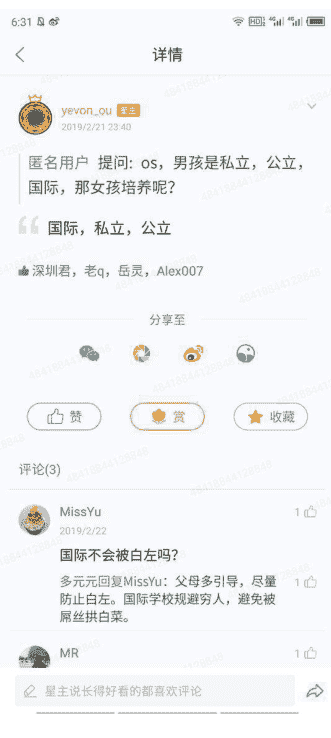 6:31
HD
4G
4G
详情
yevon_ou 星主
2019/2/21 23:40
匿名用户 提问：os，男孩是私立，公立，
国际，那女孩培养呢？
国际，私立，公立
深圳君，老q，岳灵，Alex007
分享至
赞
赏
收藏
评论(3)
MissYu
1
2019/2/22
国际不会被白左吗？
多元元回复MissYu：父母多引导，尽量
1
防止白左。国际学校规避穷人，避免被
屌丝拱白菜。
MR
1
星主说长得好看的都喜欢评论